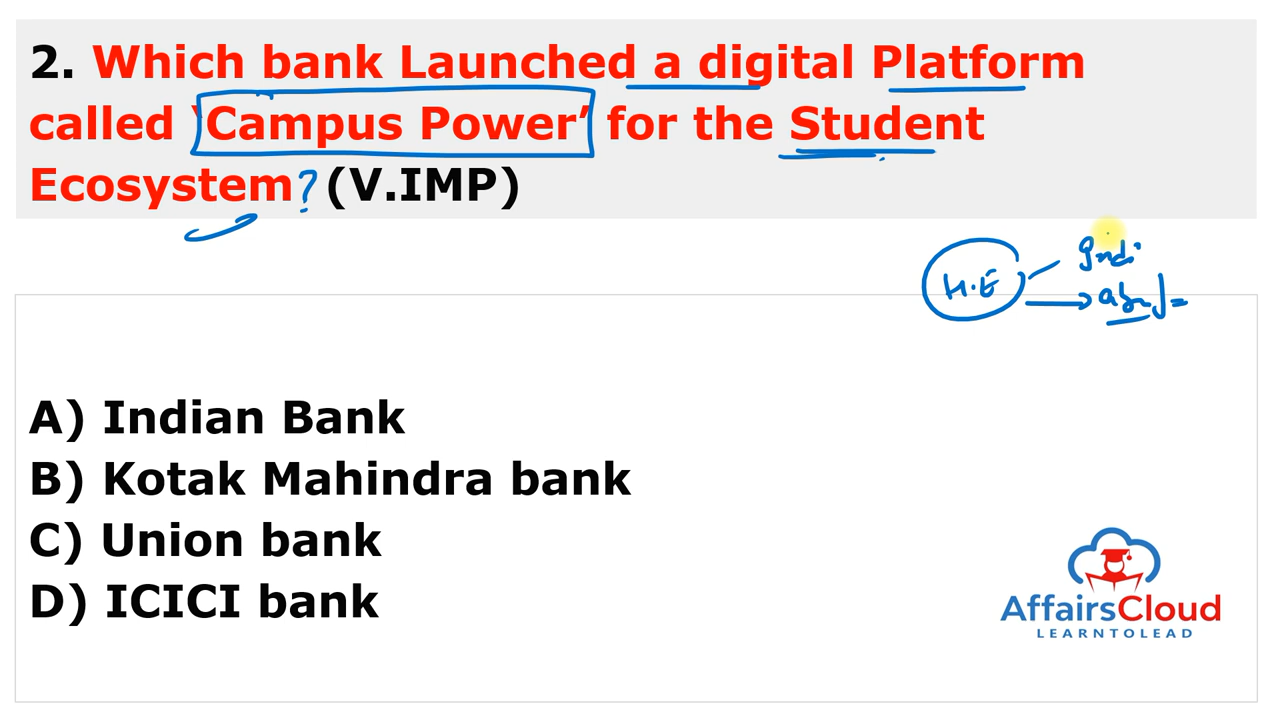 2. Which bank Launched a digital Platform
called ‘Campus Power’ for the Student
Ecosystem? (V.IMP)
H.E
A) Indian Bank
B) Kotak Mahindra bank
C) Union bank
D) ICICI bank
AffairsCloud
LEARNTOLEAD